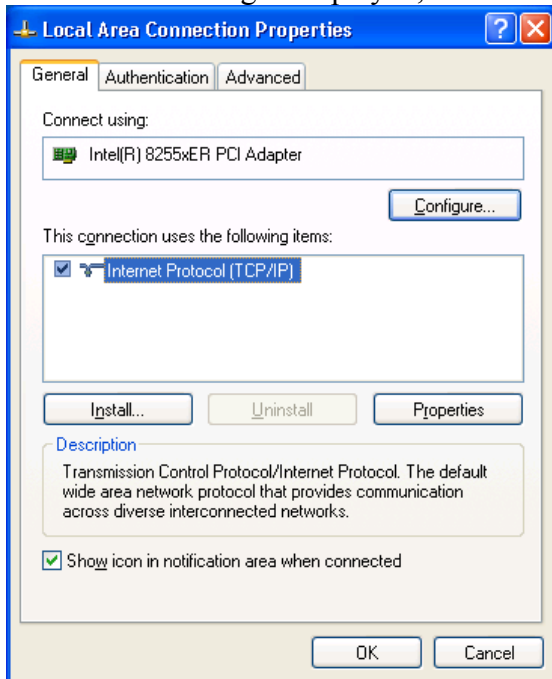 Local Area Connection Properties
General Authentication Advanced
Connect using:
Intel(R) 8255xER PCI Adapter
Configure...
This connection uses the following items:
Internet Protocol (TCP/IP)
Install... Uninstall Properties
Description
Transmission Control Protocol/Internet Protocol. The default
wide area network protocol that provides communication
across diverse interconnected networks.
Show icon in notification area when connected
OK Cancel